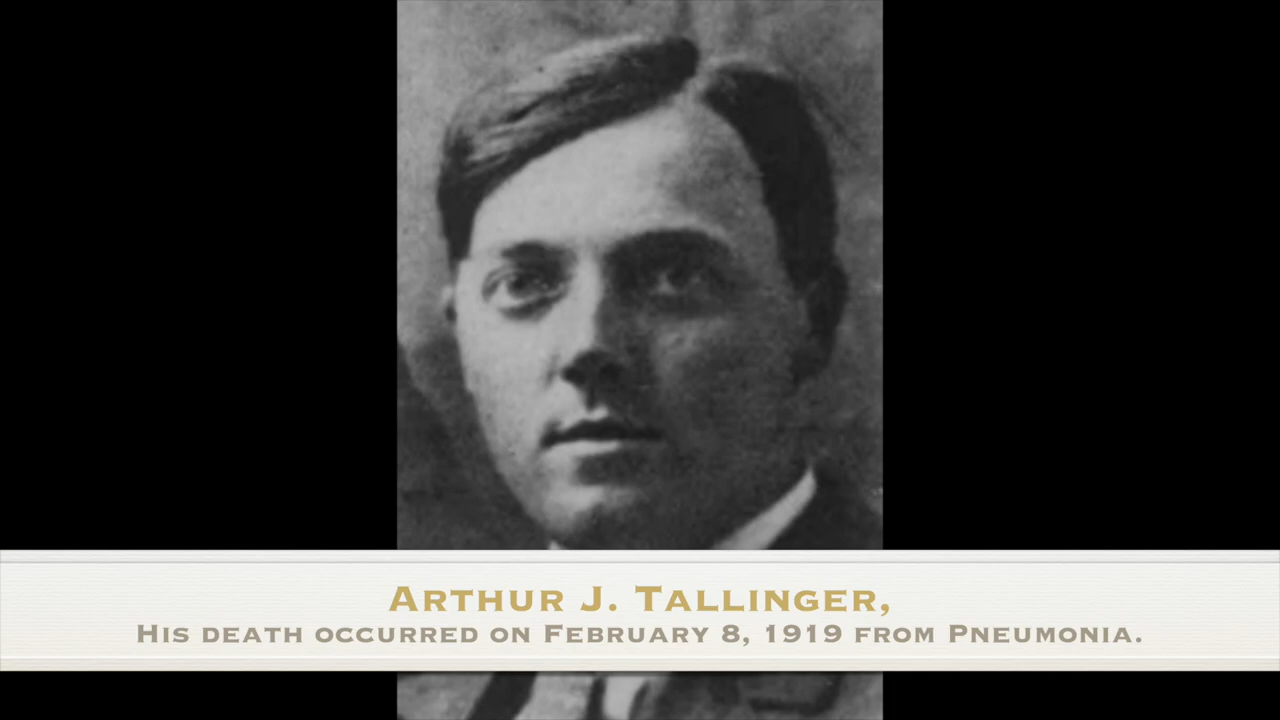 Arthur J. Tallinger,
His death occurred on February 8, 1919 from Pneumonia.